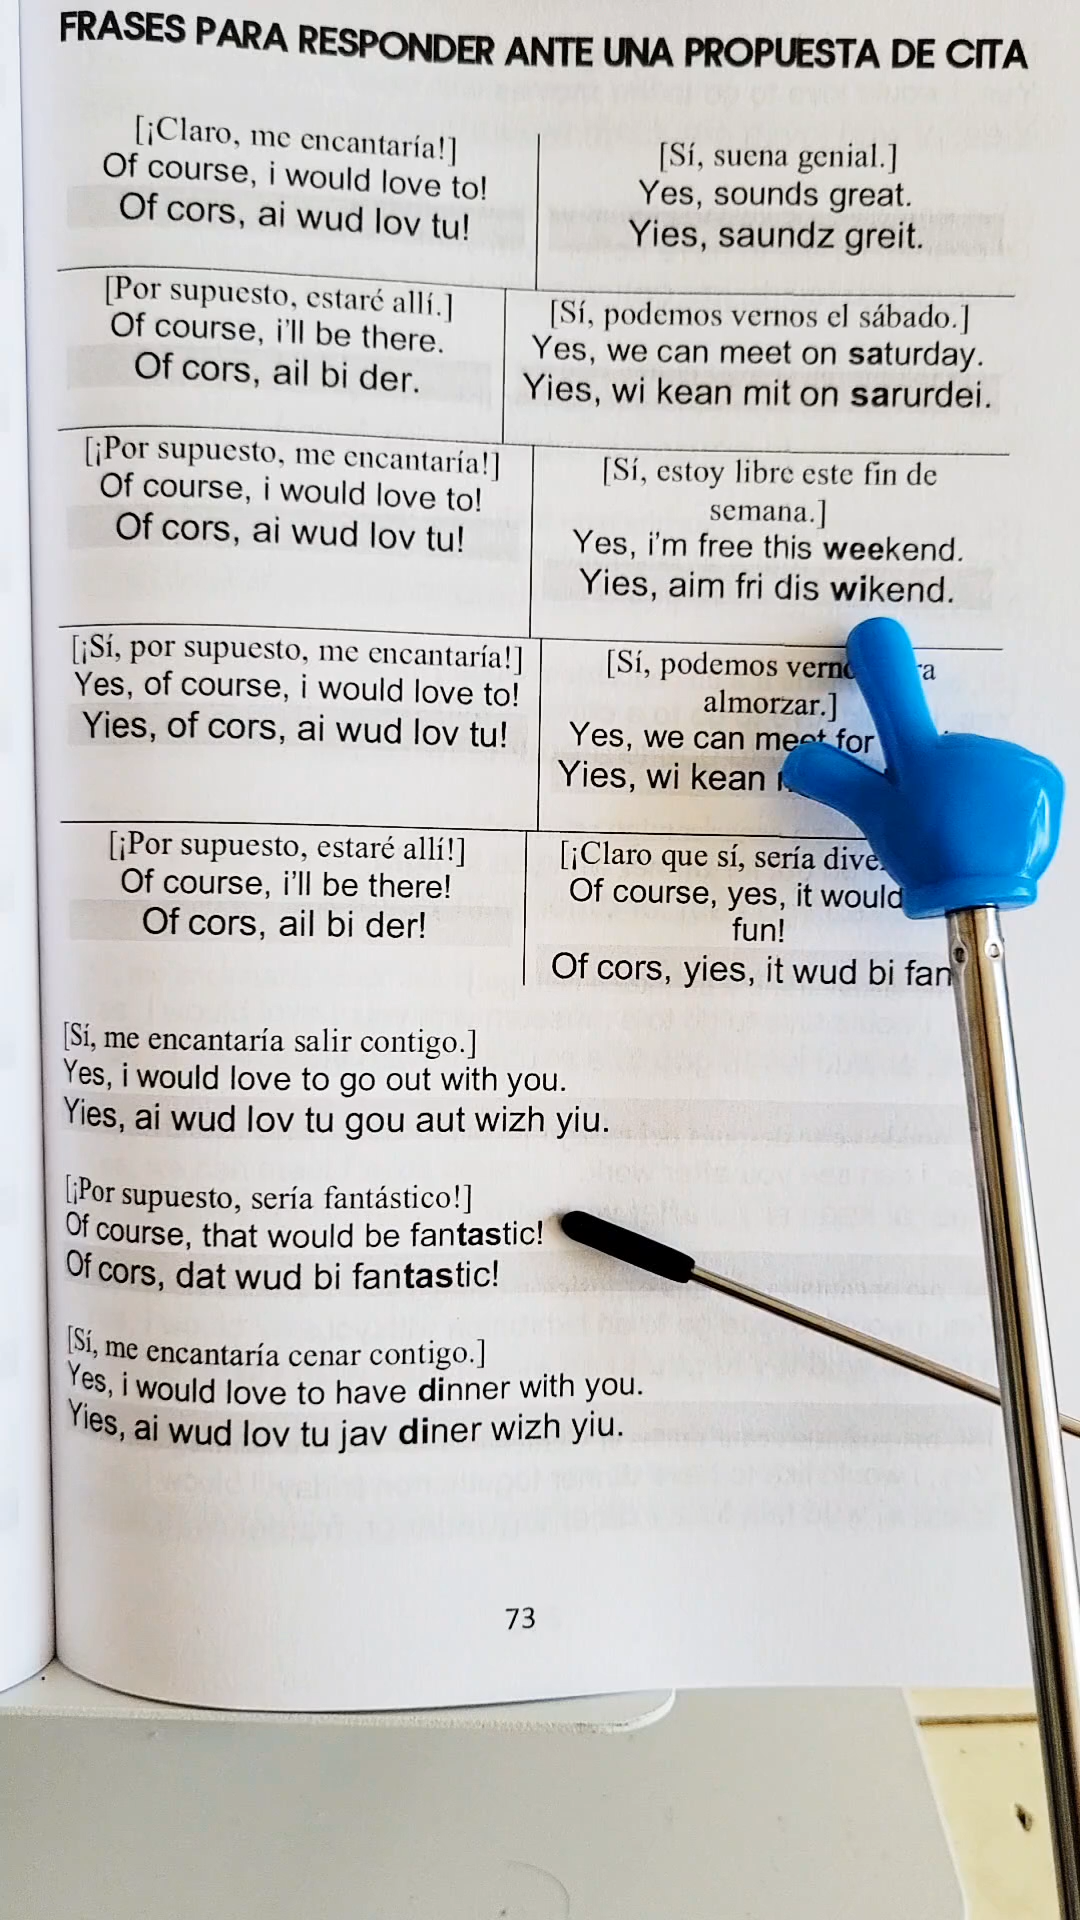 FRASES PARA RESPONDER ANTE UNA PROPUESTA DE CITA
[¡Claro, me encantaría!]
Of course, i would love to!
Of cors, ai wud lov tu!
[Sí, suena genial.]
Yes, sounds great.
Yies, saundz greit.
[Por supuesto, estaré allí.]
Of course, i'll be there.
Of cors, ail bi der.
[Sí, podemos vernos el sábado.]
Yes, we can meet on saturday.
Yies, wi kean mit on sarurdei.
[¡Por supuesto, me encantaría!]
Of course, i would love to!
Of cors, ai wud lov tu!
[Sí, estoy libre este fin de
semana.]
Yes, i'm free this weekend.
Yies, aim fri dis wikend.
[¡Sí, por supuesto, me encantaría!]
Yes, of course, i would love to!
Yies, of cors, ai wud lov tu!
[Sí, podemos
almorzar.]
Yes, we can meet for
Yies, wi kean
[¡Por supuesto, estaré allí!]
Of course, i'll be there!
Of cors, ail bi der!
[¡Claro que sí, sería
Of course, yes, it would
fun!
Of cors, yies, it wud bi fan
[Sí, me encantaría salir contigo.]
Yes, i would love to go out with you.
Yies, ai wud lov tu gou aut wizh yiu.
[¡Por supuesto, sería fantástico!]
Of course, that would be fantastic!
Of cors, dat wud bi fantastic!
[Sí, me encantaría cenar contigo.]
Yes, i would love to have dinner with you.
Yies, ai wud lov tu jav diner wizh yiu.
73